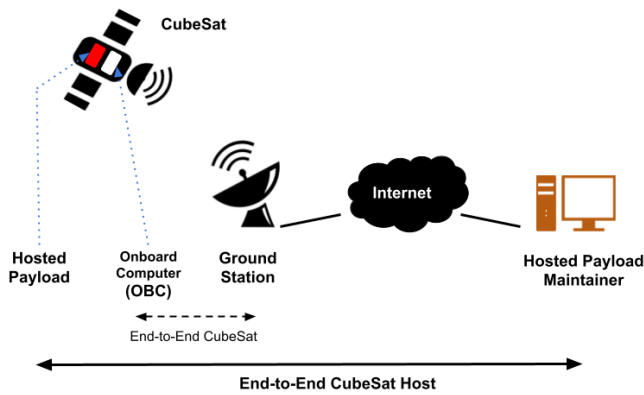 CubeSat
Internet
Hosted
Payload
Onboard
Computer
(OBC)
Ground
Station
Hosted Payload
Maintainer
End-to-End CubeSat
End-to-End CubeSat Host